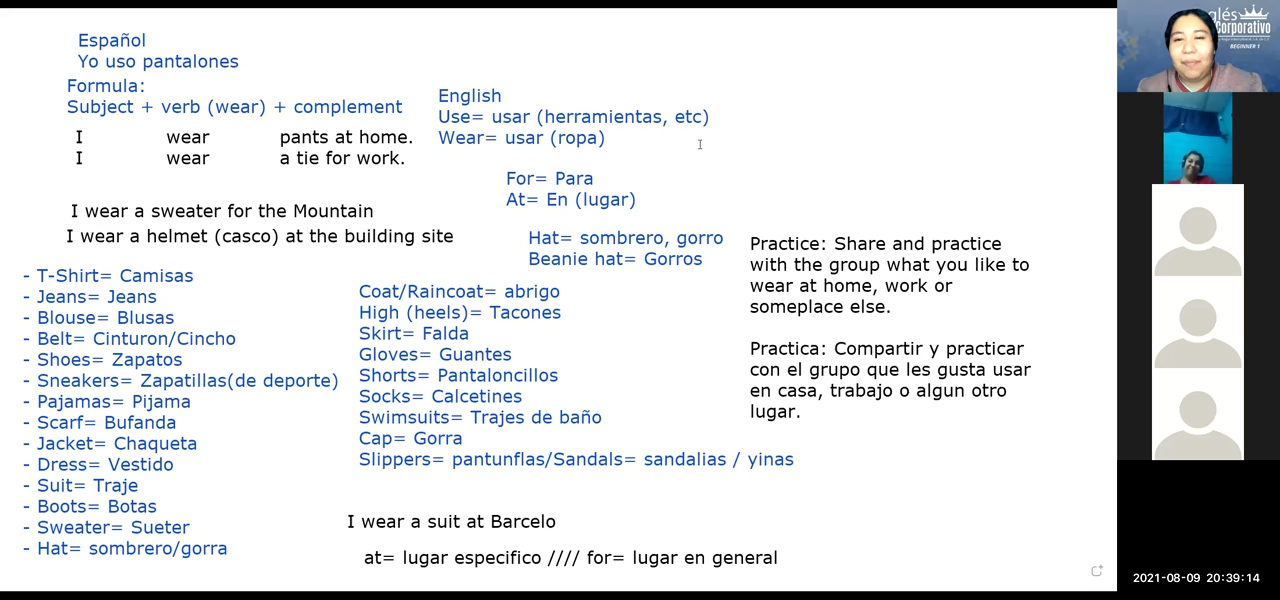 Español
Yo uso pantalones
Formula:
Subject + verb (wear) + complement
I wear pants at home.
I wear a tie for work.
English
Use= usar (herramientas, etc)
Wear= usar (ropa)
For= Para
At= En (lugar)
I wear a sweater for the Mountain
I wear a helmet (casco) at the building site
Hat= sombrero, gorro
Beanie hat= Gorros
- T-Shirt= Camisas
- Jeans= Jeans
- Blouse= Blusas
- Belt= Cinturon/Cincho
- Shoes= Zapatos
- Sneakers= Zapatillas(de deporte)
- Pajamas= Pijama
- Scarf= Bufanda
- Jacket= Chaqueta
- Dress= Vestido
- Suit= Traje
- Boots= Botas
- Sweater= Sueter
- Hat= sombrero/gorra
Coat/Raincoat= abrigo
High (heels)= Tacones
Skirt= Falda
Gloves= Guantes
Shorts= Pantaloncillos
Socks= Calcetines
Swimsuits= Trajes de baño
Cap= Gorra
Slippers= pantunflas/Sandals= sandalias / yinas
Practice: Share and practice
with the group what you like to
wear at home, work or
someplace else.
Practica: Compartir y practicar
con el grupo que les gusta usar
en casa, trabajo o algun otro
lugar.
I wear a suit at Barcelo
at= lugar especifico //// for= lugar en general
glés
Corporativo
BEGINNER 1
2021-08-09 20:39:14